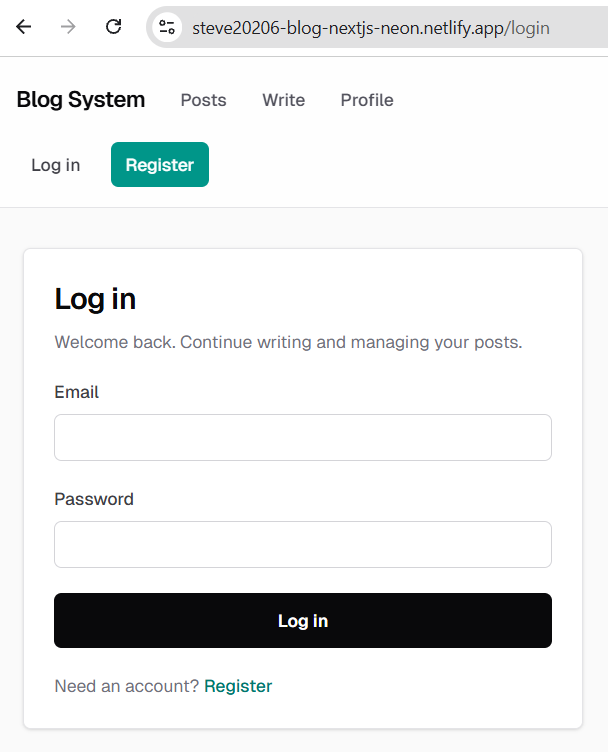 steve20206-blog-nextjs-neon.netlify.app/login
Blog System Posts Write Profile
Log in Register
Log in
Welcome back. Continue writing and managing your posts.
Email
Password
Log in
Need an account? Register